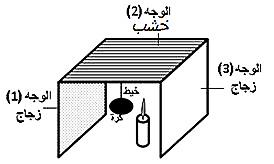 الوجه (2)
خشب
الوجه (3)
زجاج
الوجه (1)
زجاج
خيط
كرة